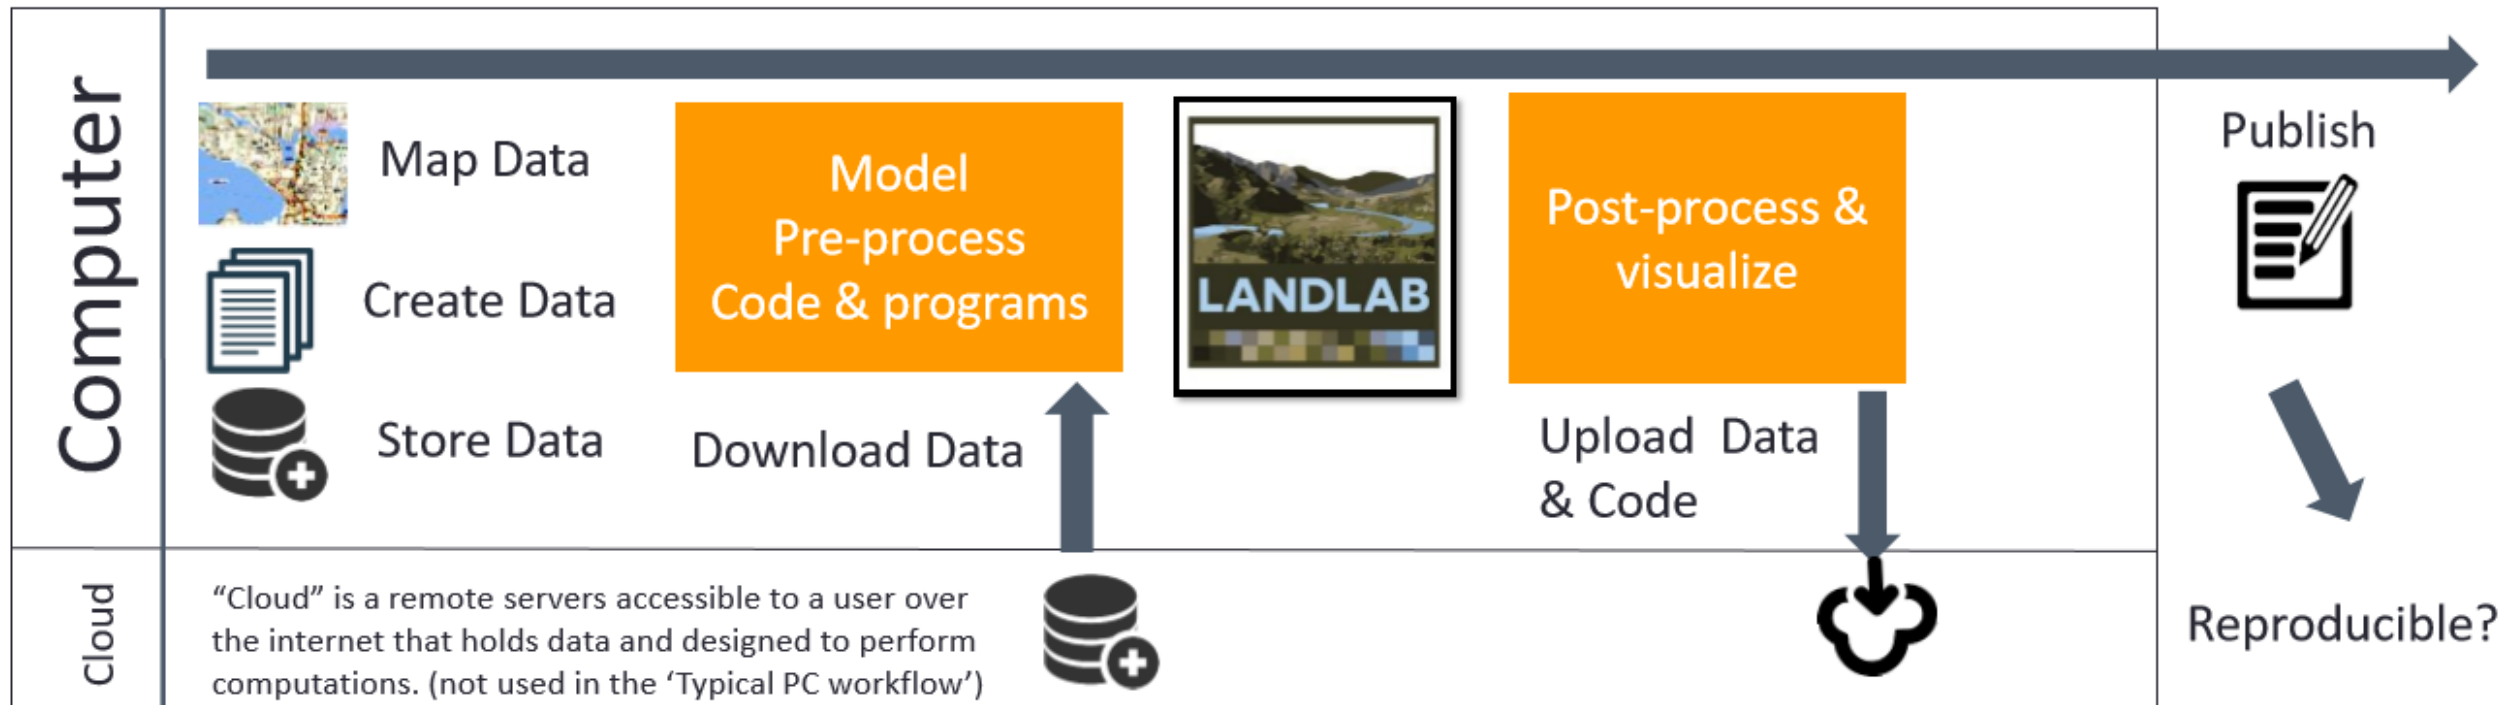 Computer
Map Data
Create Data
Store Data
Model
Pre-process
Code & programs
Download Data
LANDLAB
Post-process &
visualize
Upload Data
& Code
Publish
Reproducible?
Cloud
“Cloud” is a remote servers accessible to a user over
the internet that holds data and designed to perform
computations. (not used in the ‘Typical PC workflow’)